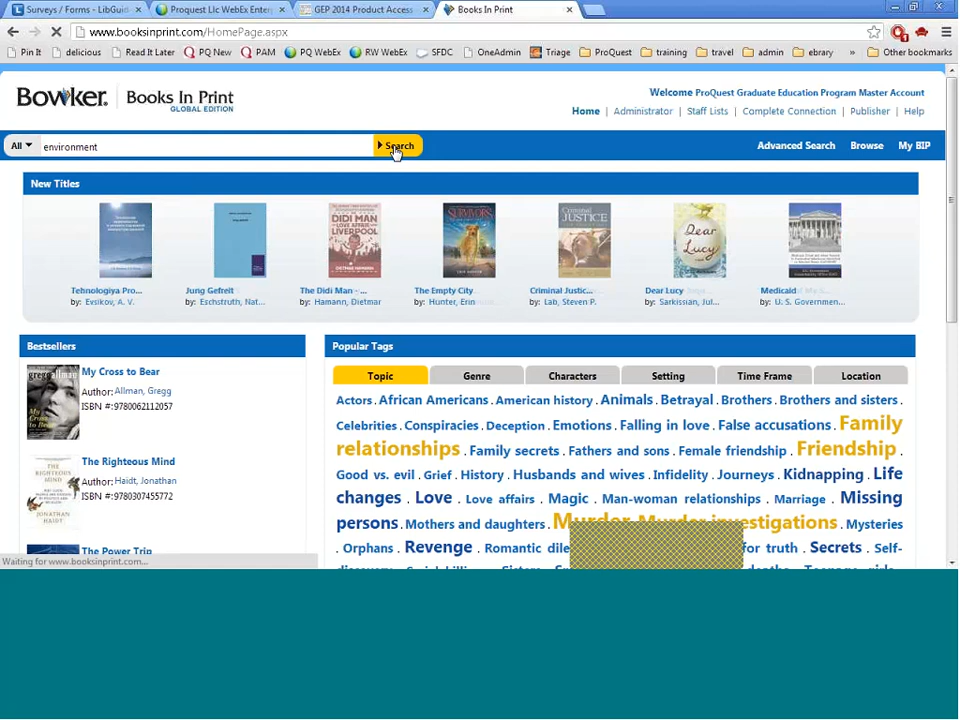 Surveys / Forms - LibGuid
Proquest Llc WebEx Enter
GEP 2014 Product Access
Books In Print
www.booksinprint.com/HomePage.aspx
Pin It
delicious
Read It Later
PQ New
PAM
PQ WebEx
RW WebEx
SFDC
OneAdmin
Triage
ProQuest
training
travel
admin
ebrary
»
Other bookmarks
Bowker. Books In Print
GLOBAL EDITION
Welcome ProQuest Graduate Education Program Master Account
Home | Administrator | Staff Lists | Complete Connection | Publisher | Help
All environment Search Advanced Search Browse My BIP
New Titles
Tehnologiya Pro... Jung Gefreit The Didi Man - ... The Empty City Criminal Justic... Dear Lucy Medicaid
by: Evsikov, A. V. by: Eschstruth, Nat... by: Hamann, Dietmar by: Hunter, Erin by: Lab, Steven P. by: Sarkissian, Jul... by: U. S. Governmen...
Bestsellers
My Cross to Bear
Author: Allman, Gregg
ISBN #:9780062112057
The Righteous Mind
Author: Haidt, Jonathan
ISBN #:9780307455772
The Power Trip
Popular Tags
Topic Genre Characters Setting Time Frame Location
Actors . African Americans . American history . Animals . Betrayal . Brothers . Brothers and sisters .
Celebrities . Conspiracies . Deception . Emotions . Falling in love . False accusations . Family
relationships . Family secrets . Fathers and sons . Female friendship . Friendship .
Good vs. evil . Grief . History . Husbands and wives . Infidelity . Journeys . Kidnapping . Life
changes . Love . Love affairs . Magic . Man-woman relationships . Marriage . Missing
persons . Mothers and daughters . Murder . Murder investigations . Mysteries
. Orphans . Revenge . Romantic dile for truth . Secrets . Self-
Waiting for www.booksinprint.com...